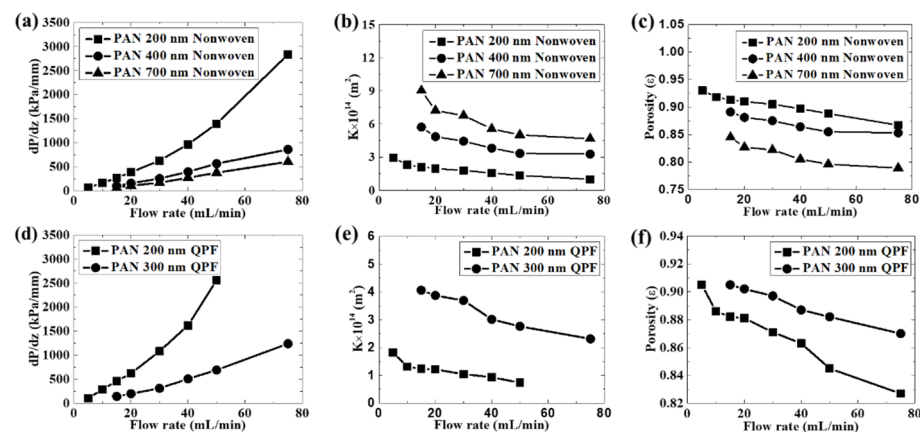 (a)
PAN 200 nm Nonwoven
PAN 400 nm Nonwoven
PAN 700 nm Nonwoven
dP/dz (kPa/mm)
3500
3000
2500
2000
1500
1000
500
0
0 20 40 60 80
Flow rate (mL/min)
(b)
PAN 200 nm Nonwoven
PAN 400 nm Nonwoven
PAN 700 nm Nonwoven
K×10¹⁴ (m²)
15
12
9
6
3
0
0 20 40 60 80
Flow rate (mL/min)
(c)
PAN 200 nm Nonwoven
PAN 400 nm Nonwoven
PAN 700 nm Nonwoven
Porosity (ε)
1.05
1.00
0.95
0.90
0.85
0.80
0.75
0 20 40 60 80
Flow rate (mL/min)
(d)
PAN 200 nm QPF
PAN 300 nm QPF
dP/dz (kPa/mm)
3500
3000
2500
2000
1500
1000
500
0
0 20 40 60 80
Flow rate (mL/min)
(e)
PAN 200 nm QPF
PAN 300 nm QPF
K×10¹⁴ (m²)
6
5
4
3
2
1
0
0 20 40 60 80
Flow rate (mL/min)
(f)
PAN 200 nm QPF
PAN 300 nm QPF
Porosity (ε)
0.94
0.92
0.90
0.88
0.86
0.84
0.82
0 20 40 60 80
Flow rate (mL/min)